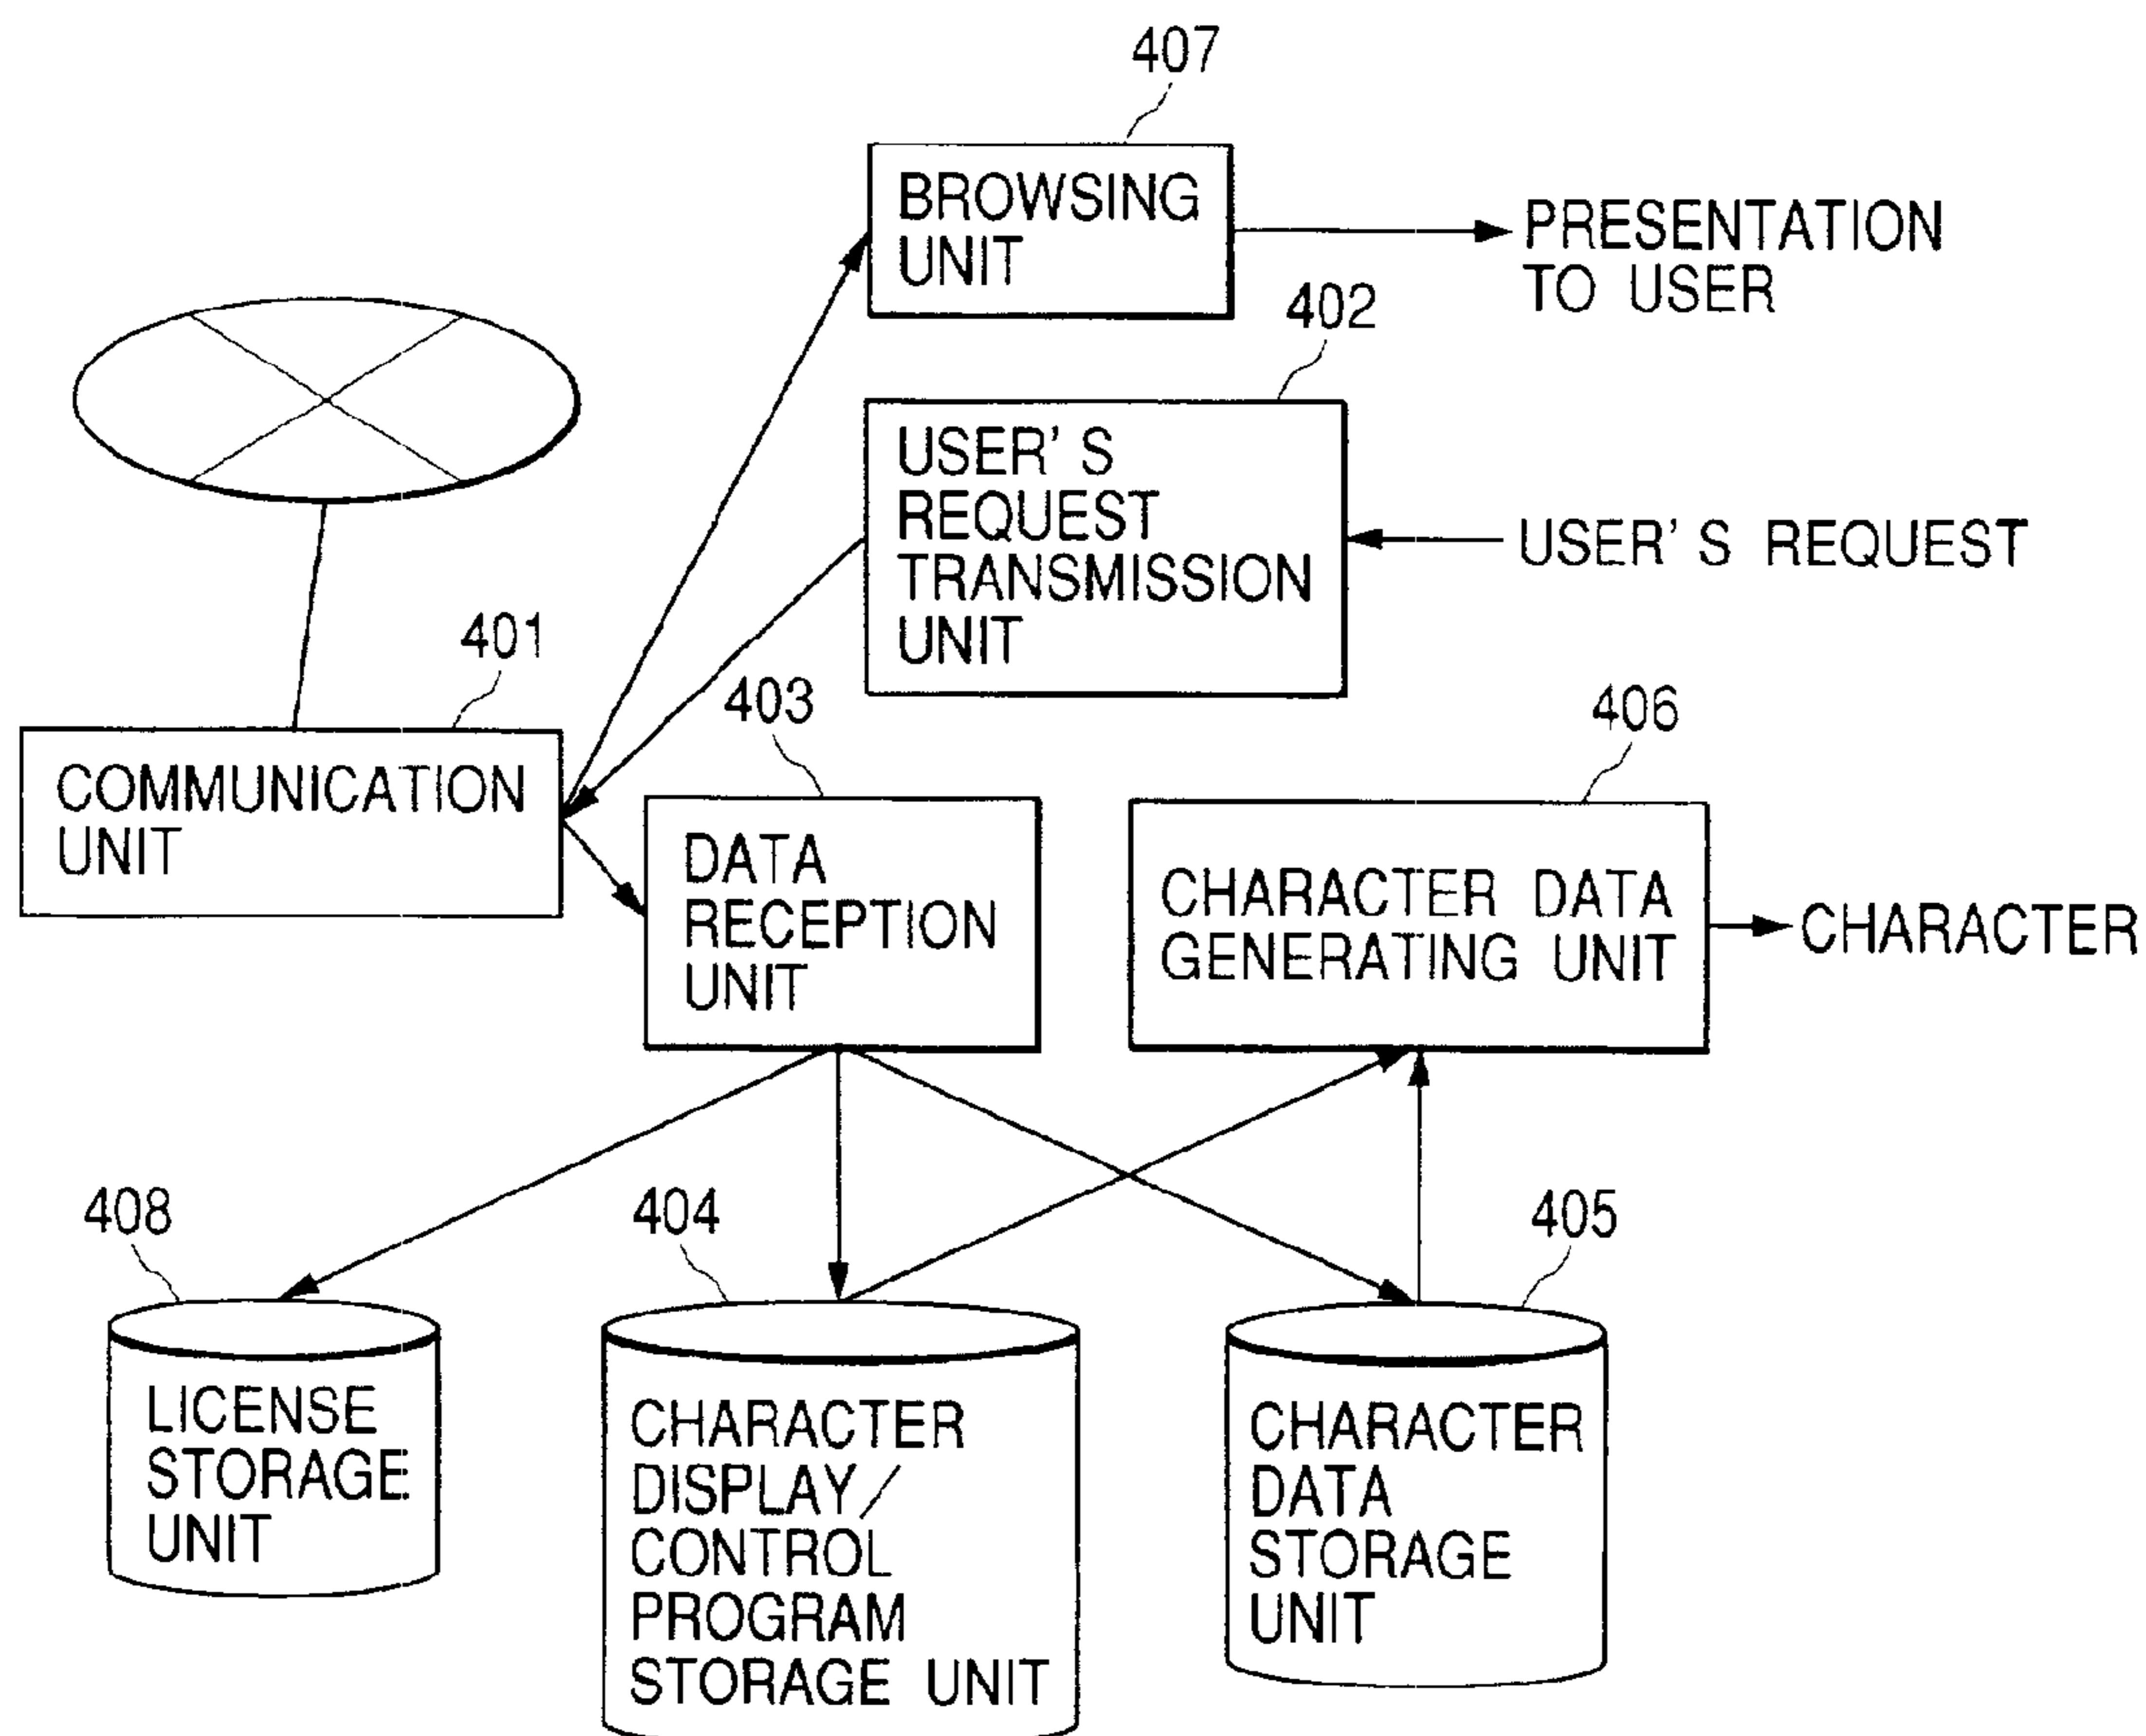 407
BROWSING
UNIT
PRESENTATION
TO USER
402
USER'S
REQUEST
TRANSMISSION
UNIT
USER'S REQUEST
401
COMMUNICATION
UNIT
403
DATA
RECEPTION
UNIT
406
CHARACTER DATA
GENERATING UNIT
CHARACTER
408
LICENSE
STORAGE
UNIT
404
CHARACTER
DISPLAY/
CONTROL
PROGRAM
STORAGE UNIT
405
CHARACTER
DATA
STORAGE
UNIT